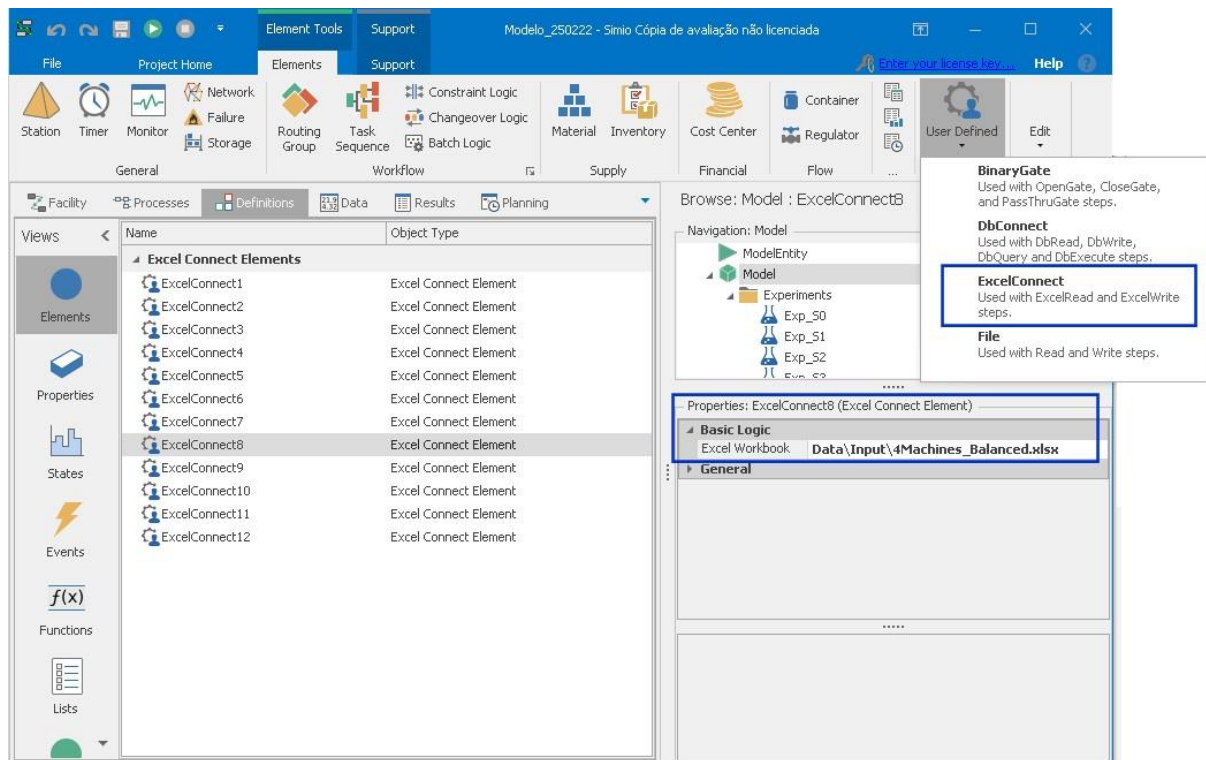 Element Tools
Support
Modelo_250222 - Simio Cópia de avaliação não licenciada
File
Project Home
Elements
Support
Enter your license key...
Help
Station
Timer
Monitor
Network
Failure
Storage
General
Routing
Group
Task
Sequence
Constraint Logic
Changeover Logic
Batch Logic
Workflow
Material
Inventory
Supply
Cost Center
Financial
Container
Regulator
Flow
...
User Defined
Edit
BinaryGate
Used with OpenGate, CloseGate,
and PassThruGate steps.
DbConnect
Used with DbRead, DbWrite,
DbQuery and DbExecute steps.
ExcelConnect
Used with ExcelRead and ExcelWrite
steps.
File
Used with Read and Write steps.
Facility
Processes
Definitions
Data
Results
Planning
Views
Elements
Properties
States
Events
f(x)
Functions
Lists
Name Object Type
Excel Connect Elements
ExcelConnect1 Excel Connect Element
ExcelConnect2 Excel Connect Element
ExcelConnect3 Excel Connect Element
ExcelConnect4 Excel Connect Element
ExcelConnect5 Excel Connect Element
ExcelConnect6 Excel Connect Element
ExcelConnect7 Excel Connect Element
ExcelConnect8 Excel Connect Element
ExcelConnect9 Excel Connect Element
ExcelConnect10 Excel Connect Element
ExcelConnect11 Excel Connect Element
ExcelConnect12 Excel Connect Element
Browse: Model : ExcelConnect8
Navigation: Model
ModelEntity
Model
Experiments
Exp_S0
Exp_S1
Exp_S2
Properties: ExcelConnect8 (Excel Connect Element)
Basic Logic
Excel Workbook Data\Input\4Machines_Balanced.xlsx
General